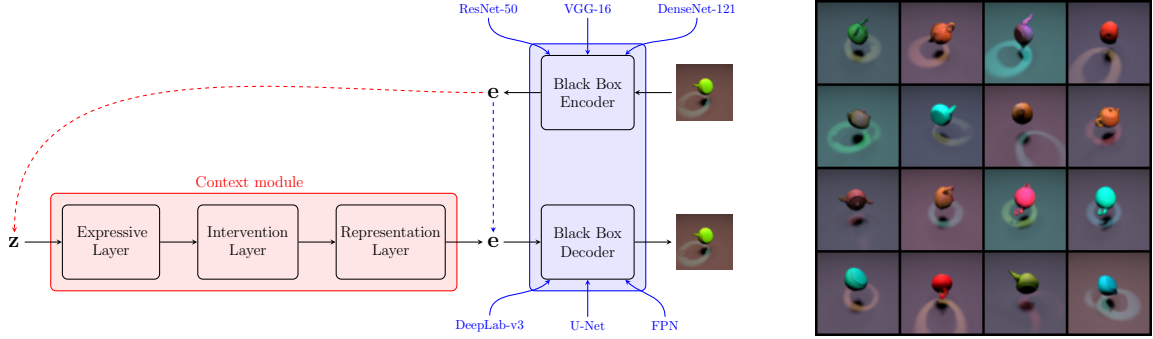 ResNet-50 VGG-16 DenseNet-121
e
Black Box
Encoder
Context module
z
Expressive
Layer
Intervention
Layer
Representation
Layer
e
Black Box
Decoder
DeepLab-v3 U-Net FPN